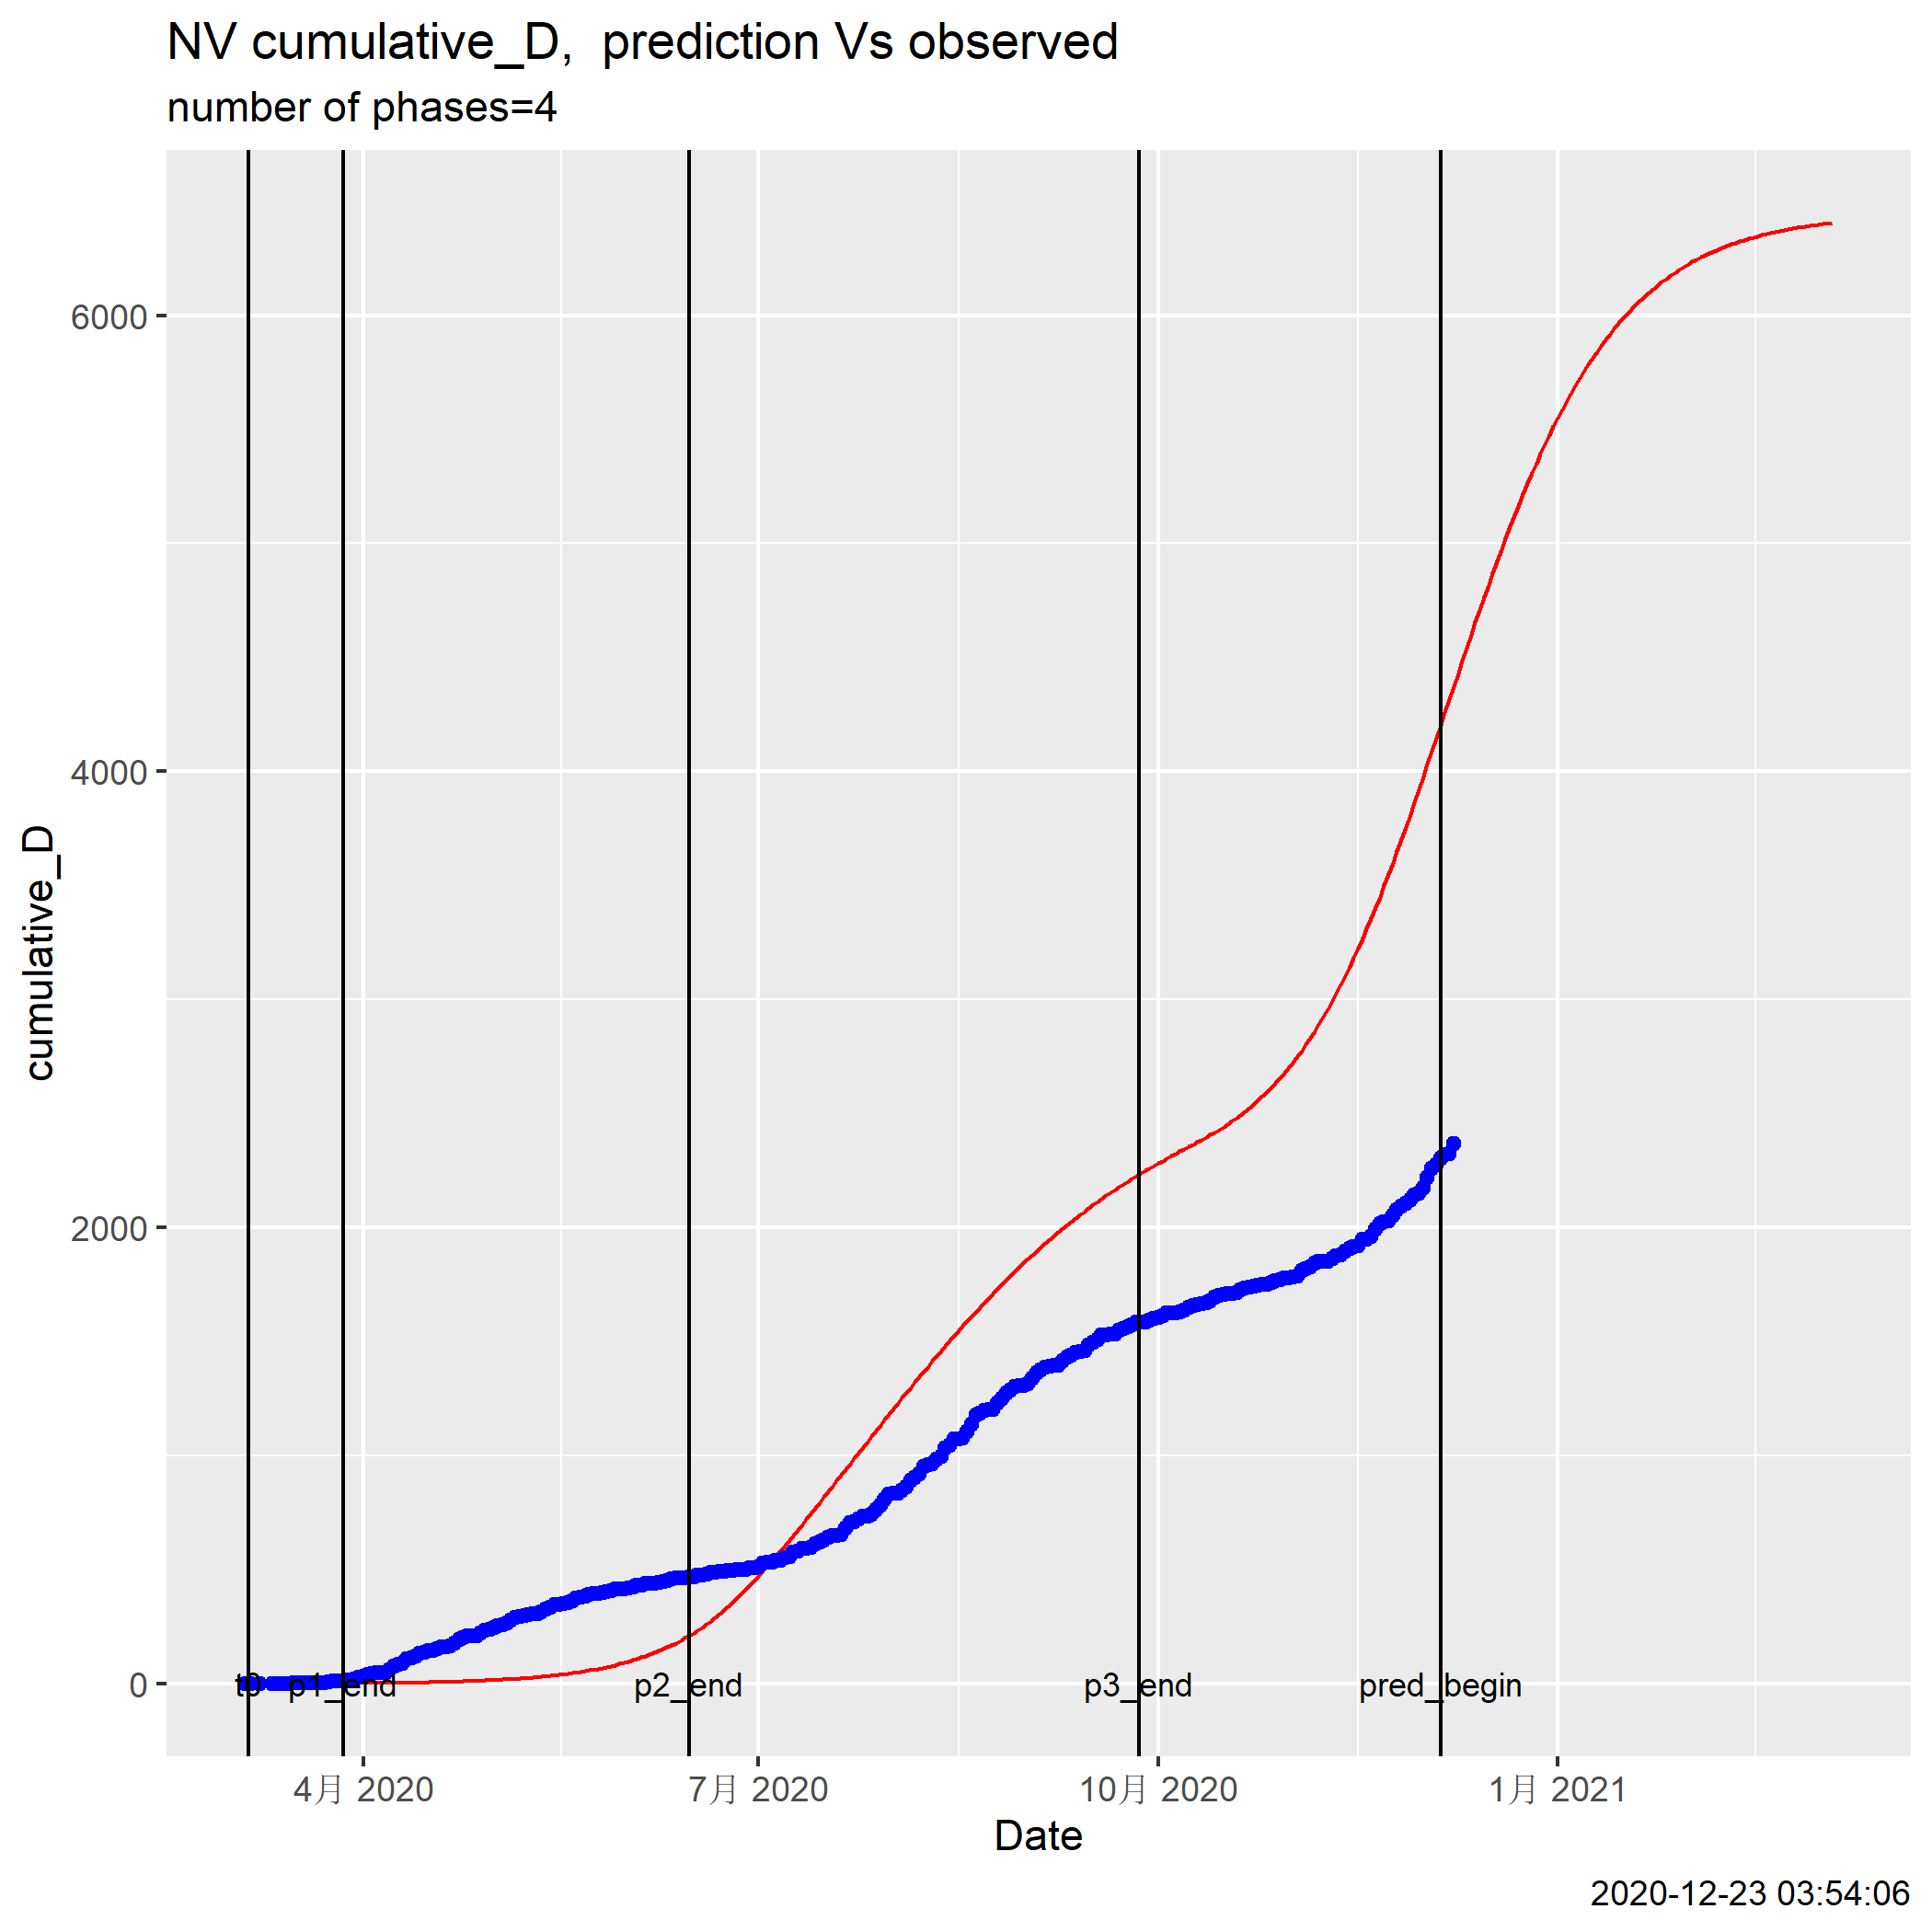 NV cumulative_D,  prediction Vs observed
number of phases=4
cumulative_D
6000
4000
2000
0
t0 p1_end p2_end p3_end pred_begin
4月 2020 7月 2020 10月 2020 1月 2021
Date
2020-12-23 03:54:06